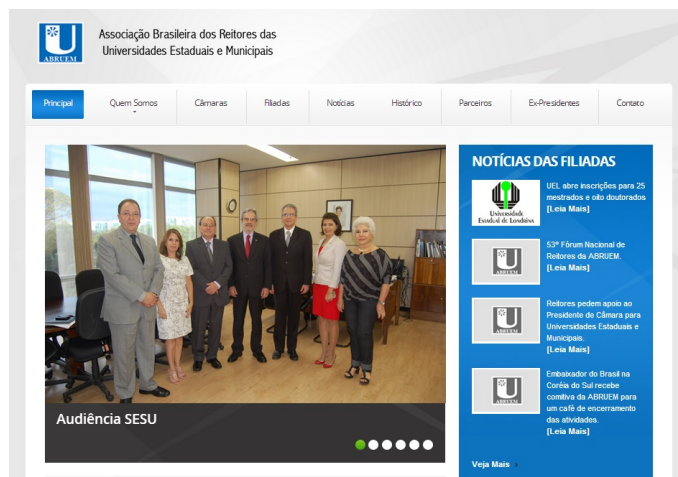 ABRUEM
Associação Brasileira dos Reitores das
Universidades Estaduais e Municipais
Principal
Quem Somos
Câmaras
Filiadas
Notícias
Histórico
Parceiros
Ex-Presidentes
Contato
Audiência SESU
NOTÍCIAS DAS FILIADAS
Universidade
Estadual de Londrina
UEL abre inscrições para 25
mestrados e oito doutorados
[Leia Mais]
ABRUEM
53º Fórum Nacional de
Reitores da ABRUEM.
[Leia Mais]
ABRUEM
Reitores pedem apoio ao
Presidente de Câmara para
Universidades Estaduais e
Municipais.
[Leia Mais]
ABRUEM
Embaixador do Brasil na
Coréia do Sul recebe
comitiva da ABRUEM para
um café de encerramento
das atividades.
[Leia Mais]
Veja Mais